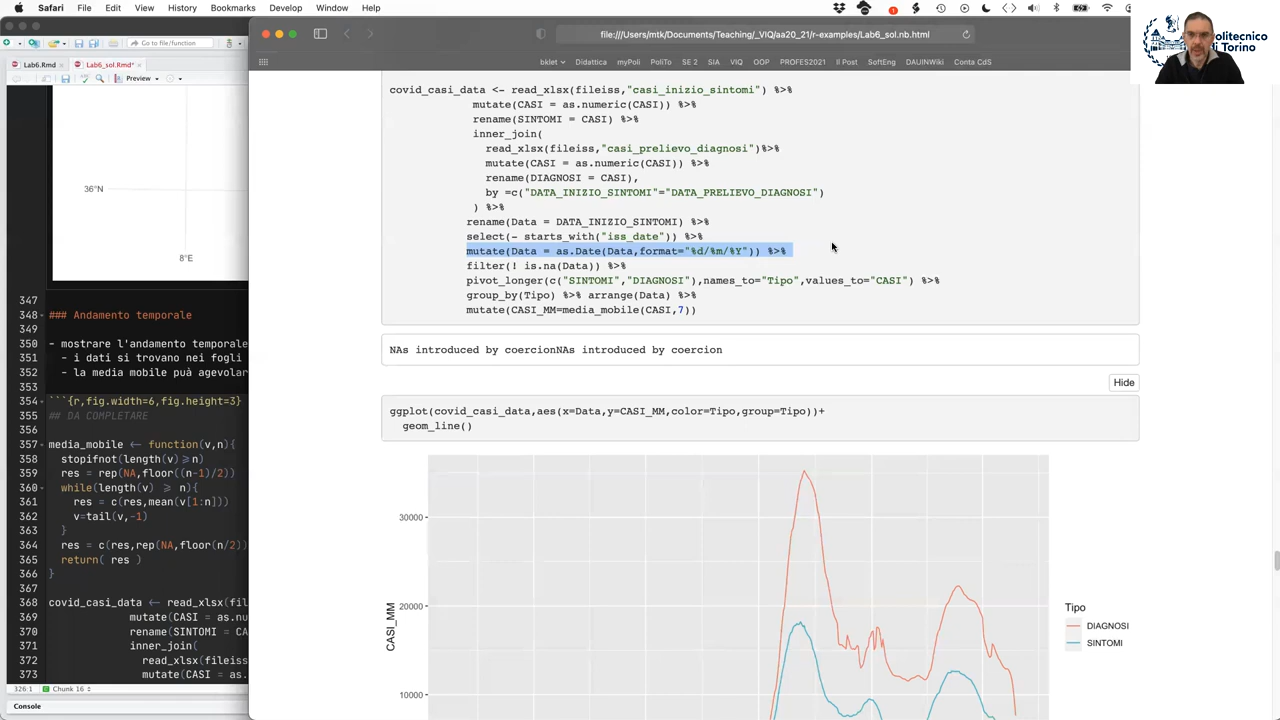 Safari File Edit View History Bookmarks Develop Window Help
file:///Users/mtk/Documents/Teaching/_VIQ/aa20_21/r-examples/Lab6_sol.nb.html
Politecnico
di Torino
Go to file/function
bklet Didattica myPoli PoliTo SE 2 SIA VIQ OOP PROFES2021 Il Post SoftEng DAUINWiki Conta CdS
Lab6.Rmd Lab6_sol.Rmd*
Preview
36°N
8°E
347
348 ### Andamento temporale
349
350 - mostrare l'andamento temporale
351 - i dati si trovano nei fogli
352 - la media mobile puà agevolar
353
354 ```{r,fig.width=6,fig.height=3}
355 ## DA COMPLETARE
356
357 media_mobile <- function(v,n){
358 stopifnot(length(v)>=n)
359 res = rep(NA,floor((n-1)/2))
360 while(length(v) >= n){
361 res = c(res,mean(v[1:n]))
362 v=tail(v,-1)
363 }
364 res = c(res,rep(NA,floor(n/2))
365 return( res )
366 }
367
368 covid_casi_data <- read_xlsx(fil
369 mutate(CASI = as.nu
370 rename(SINTOMI = CA
371 inner_join(
372 read_xlsx(fileiss
373 mutate(CASI = as.
326:1 Chunk 16
Console
covid_casi_data <- read_xlsx(fileiss,"casi_inizio_sintomi") %>%
mutate(CASI = as.numeric(CASI)) %>%
rename(SINTOMI = CASI) %>%
inner_join(
read_xlsx(fileiss,"casi_prelievo_diagnosi")%>%
mutate(CASI = as.numeric(CASI)) %>%
rename(DIAGNOSI = CASI),
by =c("DATA_INIZIO_SINTOMI"="DATA_PRELIEVO_DIAGNOSI")
) %>%
rename(Data = DATA_INIZIO_SINTOMI) %>%
select(- starts_with("iss_date")) %>%
mutate(Data = as.Date(Data,format="%d/%m/%Y")) %>%
filter(! is.na(Data)) %>%
pivot_longer(c("SINTOMI","DIAGNOSI"),names_to="Tipo",values_to="CASI") %>%
group_by(Tipo) %>% arrange(Data) %>%
mutate(CASI_MM=media_mobile(CASI,7))
NAs introduced by coercionNAs introduced by coercion
Hide
ggplot(covid_casi_data,aes(x=Data,y=CASI_MM,color=Tipo,group=Tipo))+
geom_line()
30000
20000
10000
CASI_MM
Tipo
DIAGNOSI
SINTOMI